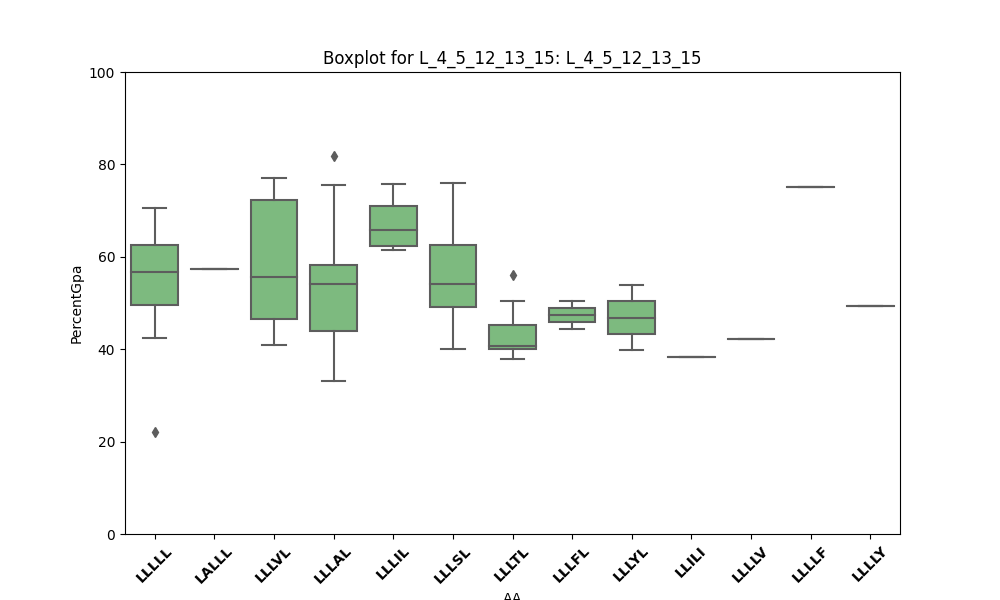 Boxplot for L_4_5_12_13_15: L_4_5_12_13_15
100
80
60
40
20
0
PercentGpa
LLLLL LALLL LLLVL LLLAL LLLIL LLLSL LLLTL LLLFL LLLYL LLILI LLLLV LLLLF LLLLY
AA